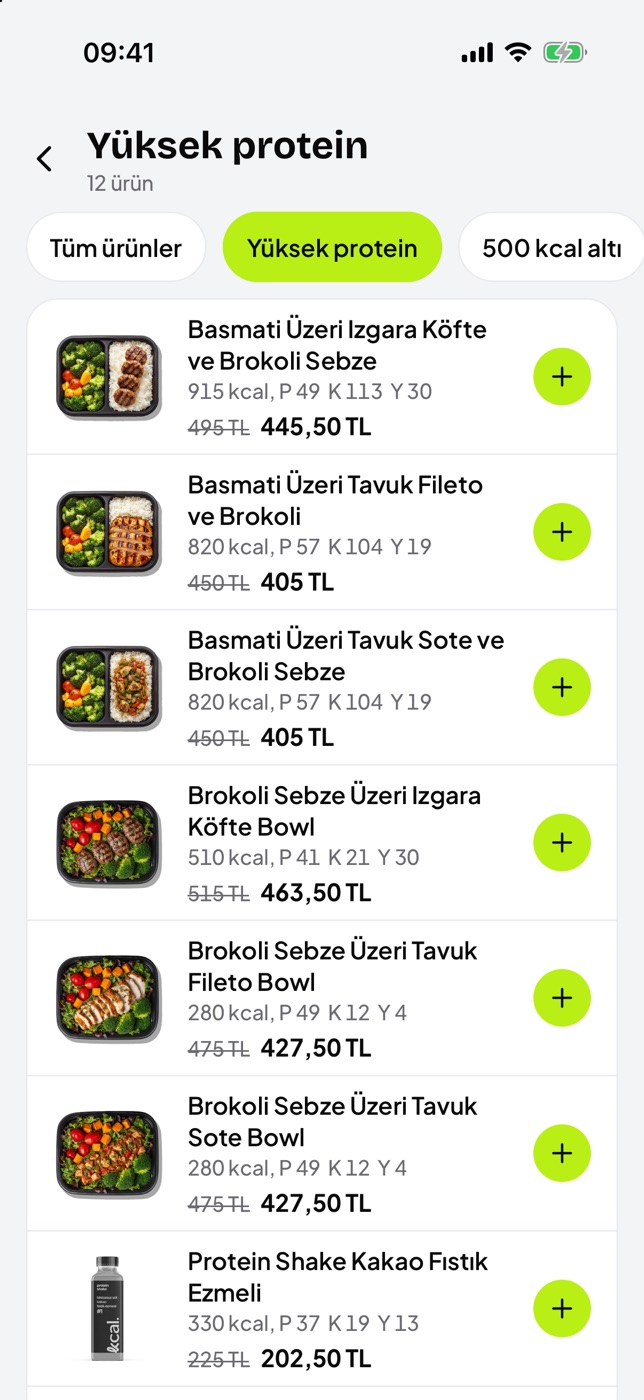 09:41
Yüksek protein
12 ürün
Tüm ürünler
Yüksek protein
500 kcal altı
Basmati Üzeri Izgara Köfte
ve Brokoli Sebze
915 kcal, P 49 K 113 Y 30
495 TL 445,50 TL
Basmati Üzeri Tavuk Fileto
ve Brokoli
820 kcal, P 57 K 104 Y 19
450 TL 405 TL
Basmati Üzeri Tavuk Sote ve
Brokoli Sebze
820 kcal, P 57 K 104 Y 19
450 TL 405 TL
Brokoli Sebze Üzeri Izgara
Köfte Bowl
510 kcal, P 41 K 21 Y 30
515 TL 463,50 TL
Brokoli Sebze Üzeri Tavuk
Fileto Bowl
280 kcal, P 49 K 12 Y 4
475 TL 427,50 TL
Brokoli Sebze Üzeri Tavuk
Sote Bowl
280 kcal, P 49 K 12 Y 4
475 TL 427,50 TL
Protein Shake Kakao Fıstık
Ezmeli
330 kcal, P 37 K 19 Y 13
225 TL 202,50 TL
#1
kcal.